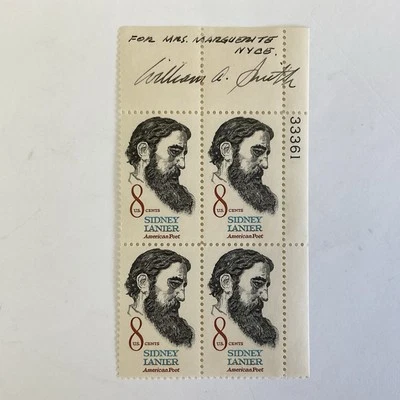 FOR MRS. MARGUERITE
NYCE.
William A. Smith
33361
8 U.S. CENTS
SIDNEY
LANIER
American Poet
8 U.S. CENTS
SIDNEY
LANIER
American Poet
8 U.S. CENTS
SIDNEY
LANIER
American Poet
8 U.S. CENTS
SIDNEY
LANIER
American Poet